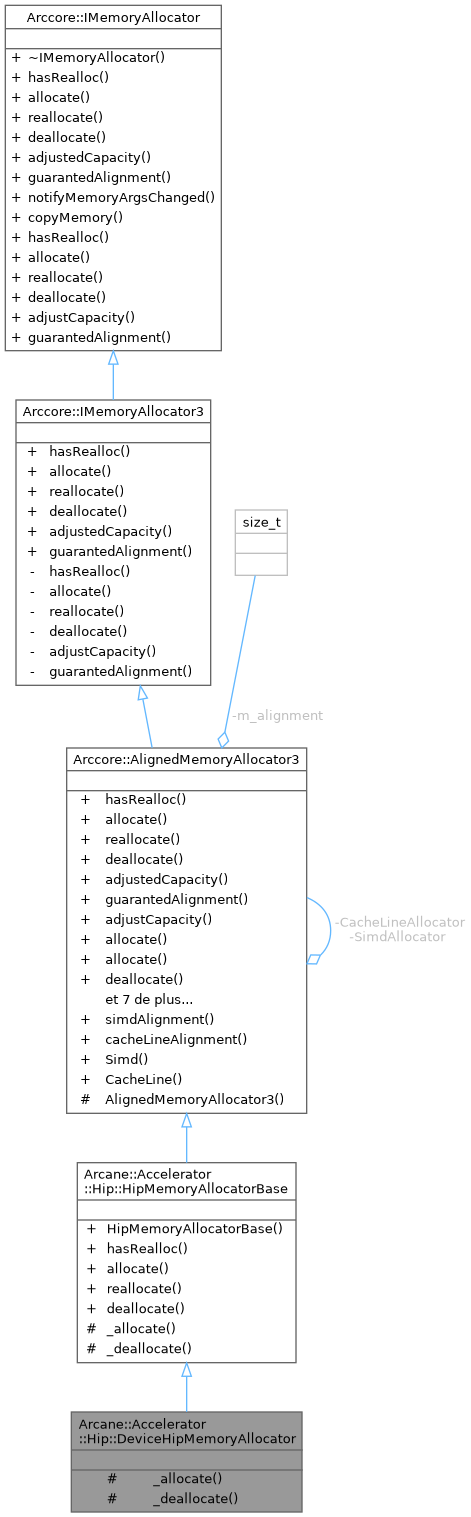 Arccore::IMemoryAllocator
+ ~IMemoryAllocator()
+ hasRealloc()
+ allocate()
+ reallocate()
+ deallocate()
+ adjustedCapacity()
+ guarantedAlignment()
+ notifyMemoryArgsChanged()
+ copyMemory()
+ hasRealloc()
+ allocate()
+ reallocate()
+ deallocate()
+ adjustCapacity()
+ guarantedAlignment()
Arccore::IMemoryAllocator3
+ hasRealloc()
+ allocate()
+ reallocate()
+ deallocate()
+ adjustedCapacity()
+ guarantedAlignment()
- hasRealloc()
- allocate()
- reallocate()
- deallocate()
- adjustCapacity()
- guarantedAlignment()
size_t
-m_alignment
Arccore::AlignedMemoryAllocator3
+ hasRealloc()
+ allocate()
+ reallocate()
+ deallocate()
+ adjustedCapacity()
+ guarantedAlignment()
+ adjustCapacity()
+ allocate()
+ allocate()
+ deallocate()
et 7 de plus...
+ simdAlignment()
+ cacheLineAlignment()
+ Simd()
+ CacheLine()
# AlignedMemoryAllocator3()
-CacheLineAllocator
-SimdAllocator
Arcane::Accelerator
::Hip::HipMemoryAllocatorBase
+ HipMemoryAllocatorBase()
+ hasRealloc()
+ allocate()
+ reallocate()
+ deallocate()
# _allocate()
# _deallocate()
Arcane::Accelerator
::Hip::DeviceHipMemoryAllocator
# _allocate()
# _deallocate()